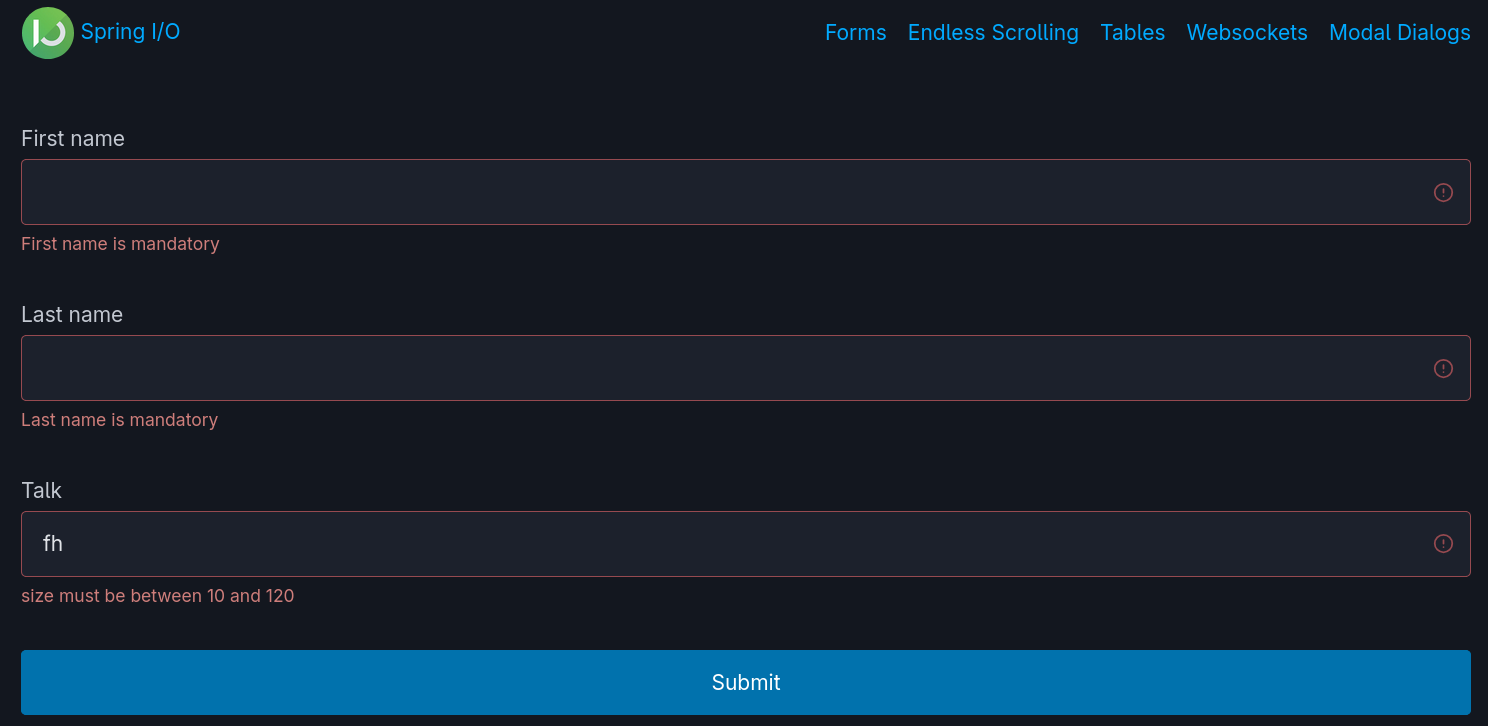 Spring I/O Forms Endless Scrolling Tables Websockets Modal Dialogs
First name
First name is mandatory
Last name
Last name is mandatory
Talk
fh
size must be between 10 and 120
Submit